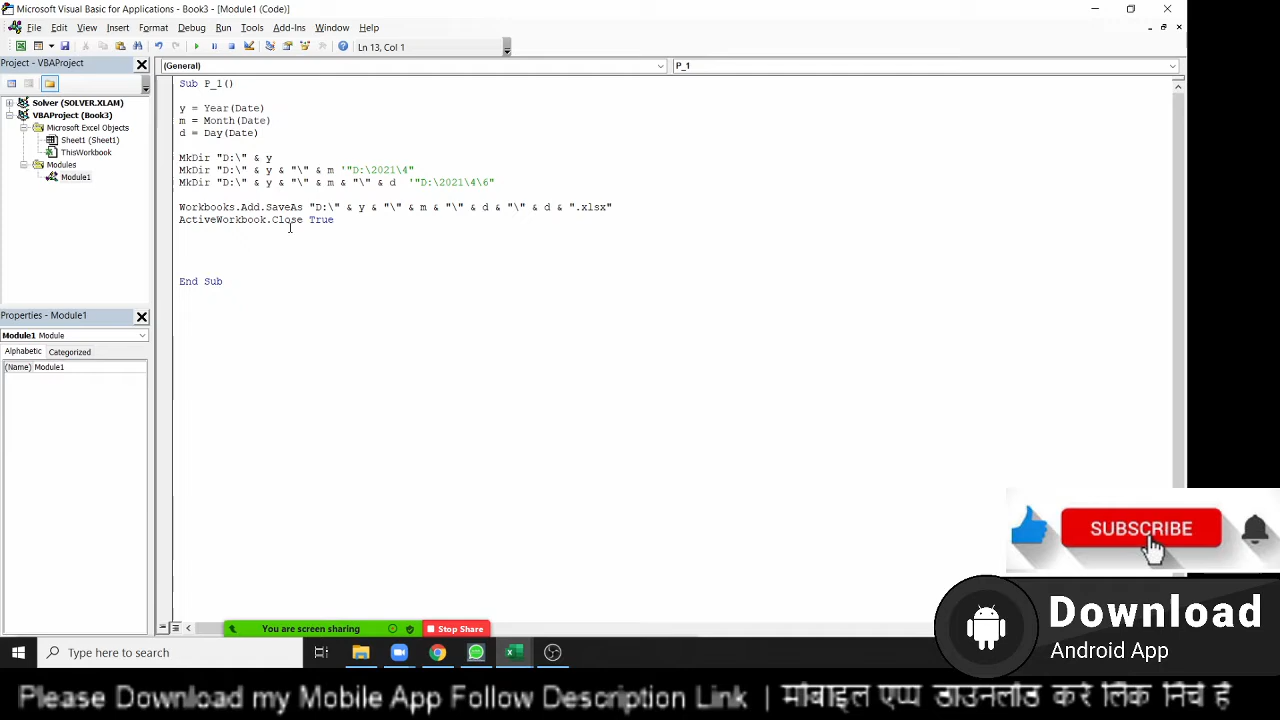 Microsoft Visual Basic for Applications - Book3 - [Module1 (Code)]
File Edit View Insert Format Debug Run Tools Add-Ins Window Help
Ln 13, Col 1
Project - VBAProject
(General)
P_1
Solver (SOLVER.XLAM)
VBAProject (Book3)
Microsoft Excel Objects
Sheet1 (Sheet1)
ThisWorkbook
Modules
Module1
Sub P_1()
y = Year(Date)
m = Month(Date)
d = Day(Date)
MkDir "D:\" & y
MkDir "D:\" & y & "\" & m '"D:\2021\4"
MkDir "D:\" & y & "\" & m & "\" & d '"D:\2021\4\6"
Workbooks.Add.SaveAs "D:\" & y & "\" & m & "\" & d & "\" & d & ".xlsx"
ActiveWorkbook.Close True
End Sub
Properties - Module1
Module1 Module
Alphabetic Categorized
(Name) Module1
SUBSCRIBE
Download
Android App
You are screen sharing
Stop Share
Type here to search
Please Download my Mobile App Follow Description Link | मोबाइल एप्प डाउनलोड करे लिंक निचे है